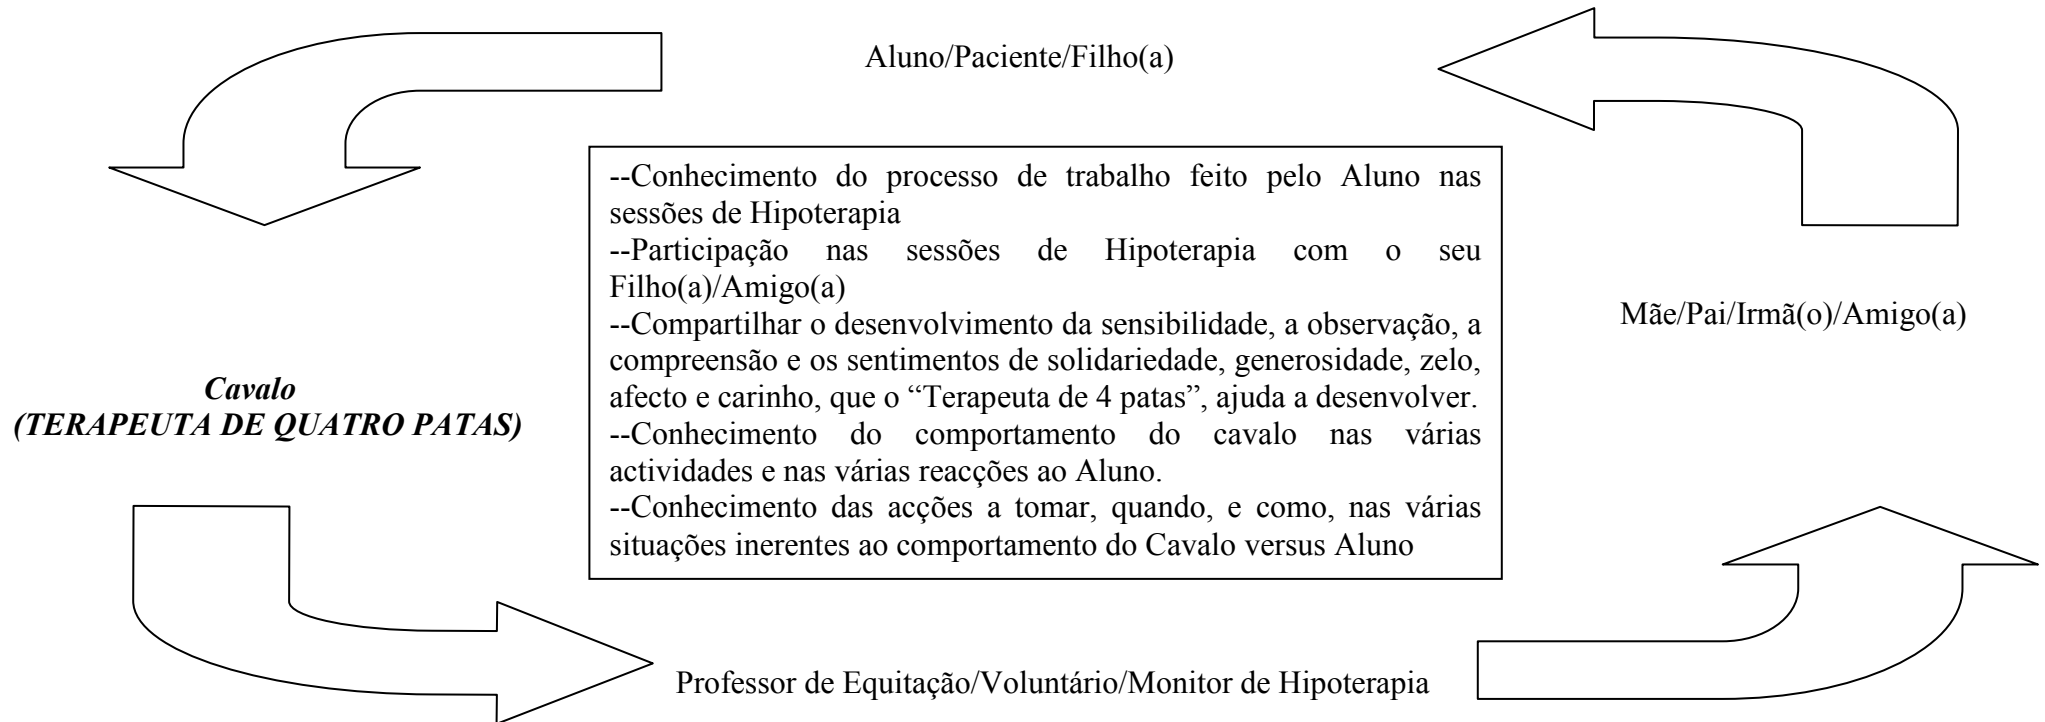 Aluno/Paciente/Filho(a)
--Conhecimento do processo de trabalho feito pelo Aluno nas
sessões de Hipoterapia
--Participação nas sessões de Hipoterapia com o seu
Filho(a)/Amigo(a)
--Compartilhar o desenvolvimento da sensibilidade, a observação, a
compreensão e os sentimentos de solidariedade, generosidade, zelo,
afecto e carinho, que o “Terapeuta de 4 patas”, ajuda a desenvolver.
--Conhecimento do comportamento do cavalo nas várias
actividades e nas várias reacções ao Aluno.
--Conhecimento das acções a tomar, quando, e como, nas várias
situações inerentes ao comportamento do Cavalo versus Aluno
Mãe/Pai/Irmã(o)/Amigo(a)
Cavalo
(TERAPEUTA DE QUATRO PATAS)
Professor de Equitação/Voluntário/Monitor de Hipoterapia